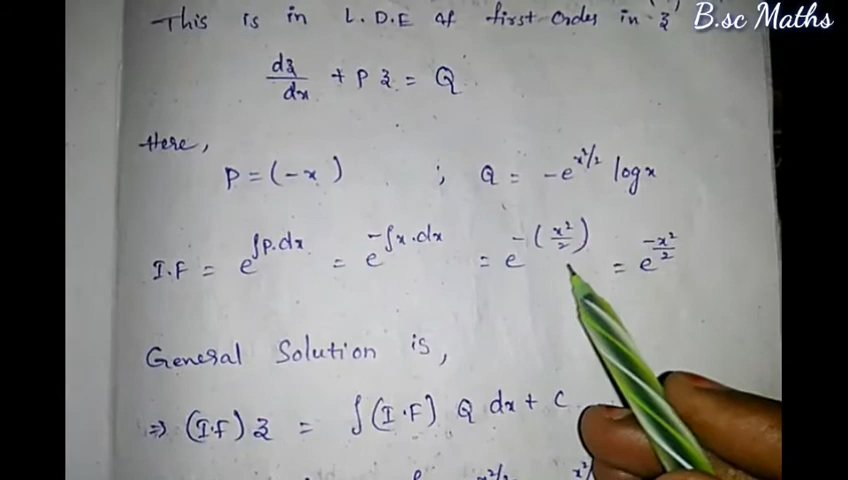 This is in L.D.E of first order in 'z' B.sc Maths
dz/dx + Pz = Q
Here,
P = (-x) ; Q = -e^{x²/2} log x
I.F = e^{∫P.dx} = e^{-∫x.dx} = e^{-(x²/2)} = e^{-x²/2}
General Solution is,
⇒ (I.F) z = ∫(I.F) Q dx + C